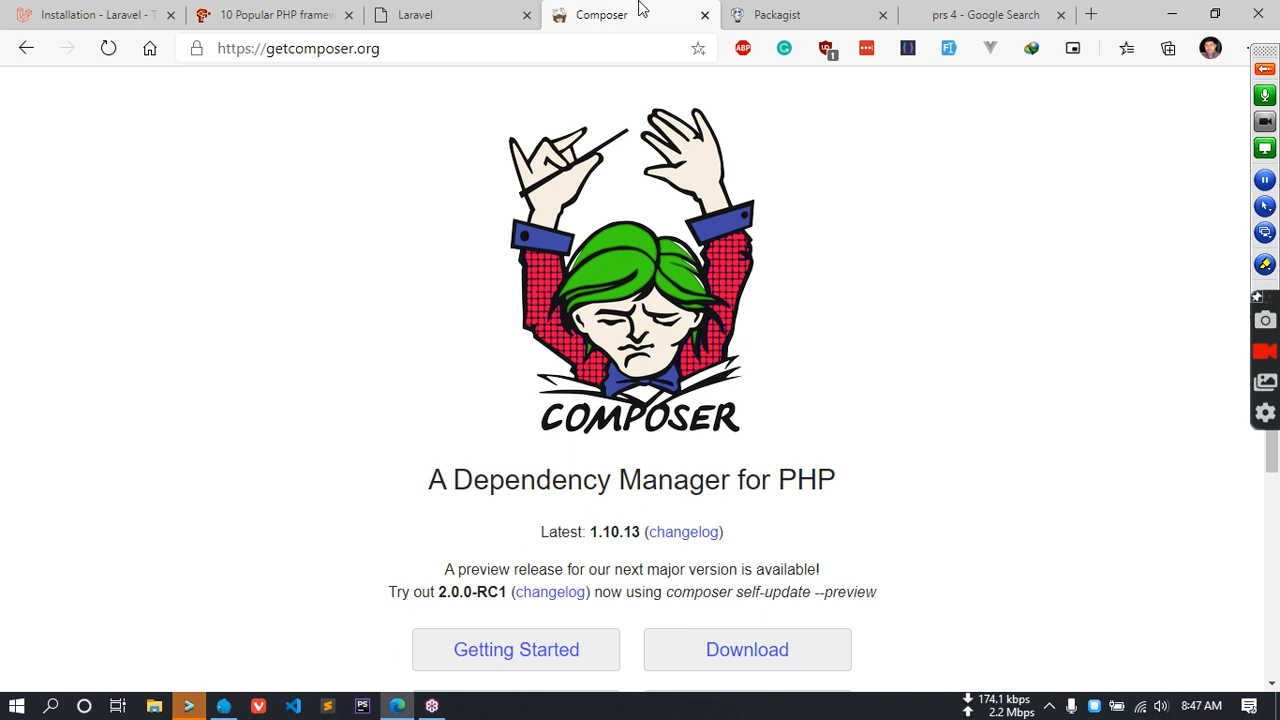 Installation - Laravel - T
10 Popular PHP framew
Laravel
Composer
Packagist
prs 4 - Google Search
https://getcomposer.org
ABP
1
COMPOSER
A Dependency Manager for PHP
Latest: 1.10.13 (changelog)
A preview release for our next major version is available!
Try out 2.0.0-RC1 (changelog) now using composer self-update --preview
Getting Started
Download
PS
174.1 kbps
2.2 Mbps
8:47 AM